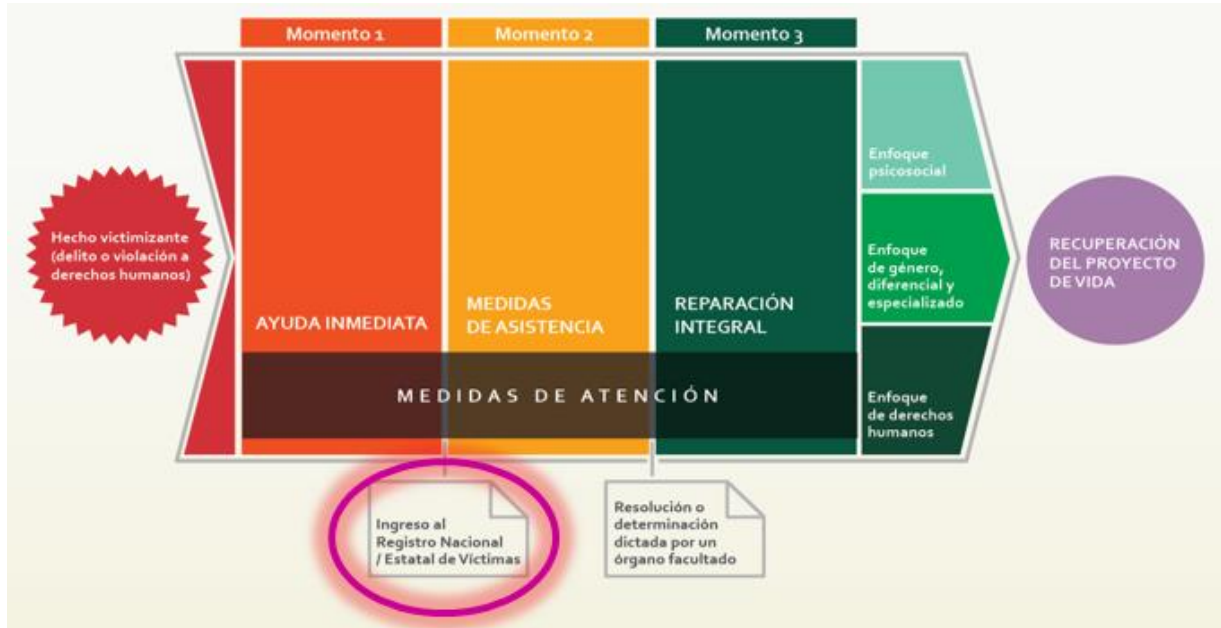 Momento 1
Momento 2
Momento 3
Hecho victimizante
(delito o violación a
derechos humanos)
AYUDA INMEDIATA
MEDIDAS
DE ASISTENCIA
REPARACIÓN
INTEGRAL
MEDIDAS DE ATENCIÓN
Enfoque
psicosocial
Enfoque
de género,
diferencial y
especializado
Enfoque
de derechos
humanos
RECUPERACIÓN
DEL PROYECTO
DE VIDA
Ingreso al
Registro Nacional
/ Estatal de Víctimas
Resolución o
determinación
dictada por un
órgano facultado